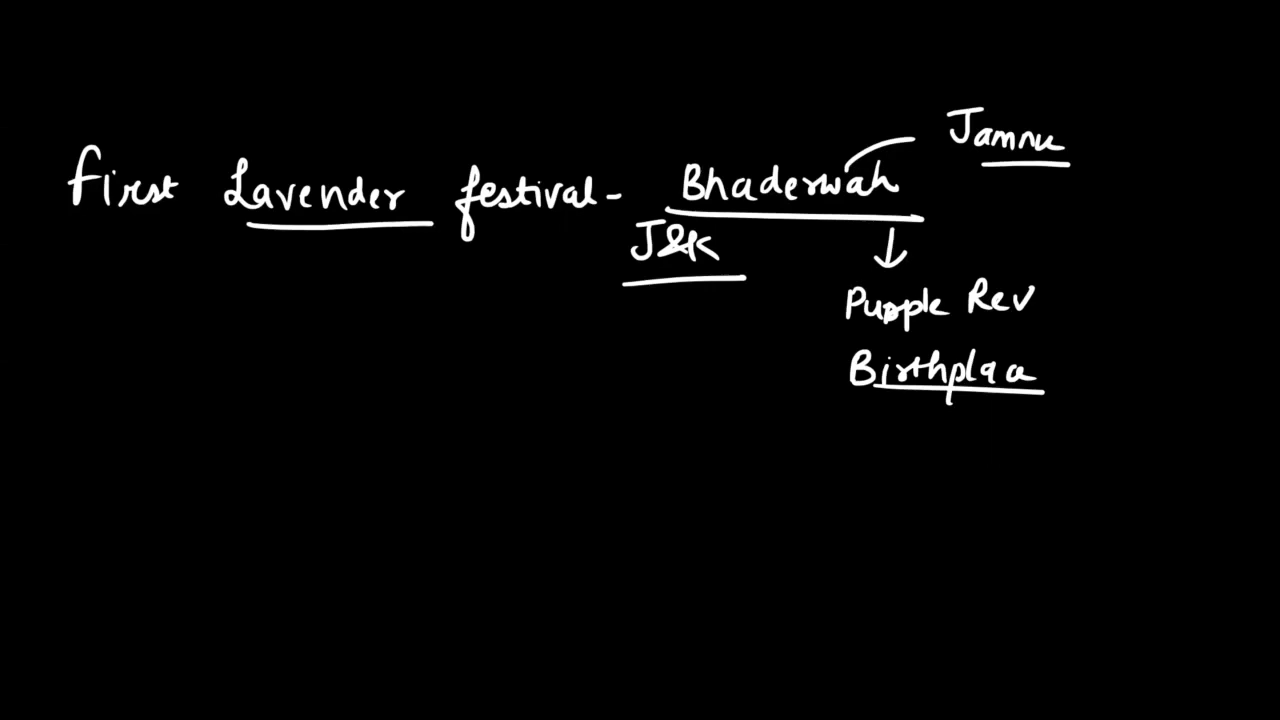 Jammu
First Lavender festival- Bhaderwah
J&K
Purple Rev
Birthplace